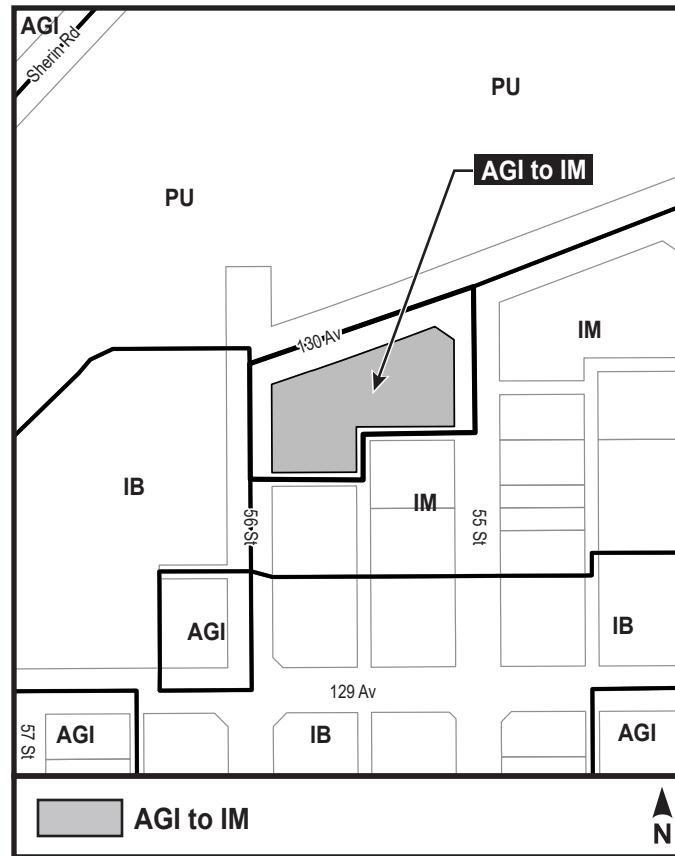 AGI
Sherin Rd
PU
AGI to IM
PU
130 Av
IM
IB
IM
56 St
55 St
AGI
IB
129 Av
57 St
AGI
IB
AGI
AGI to IM
N